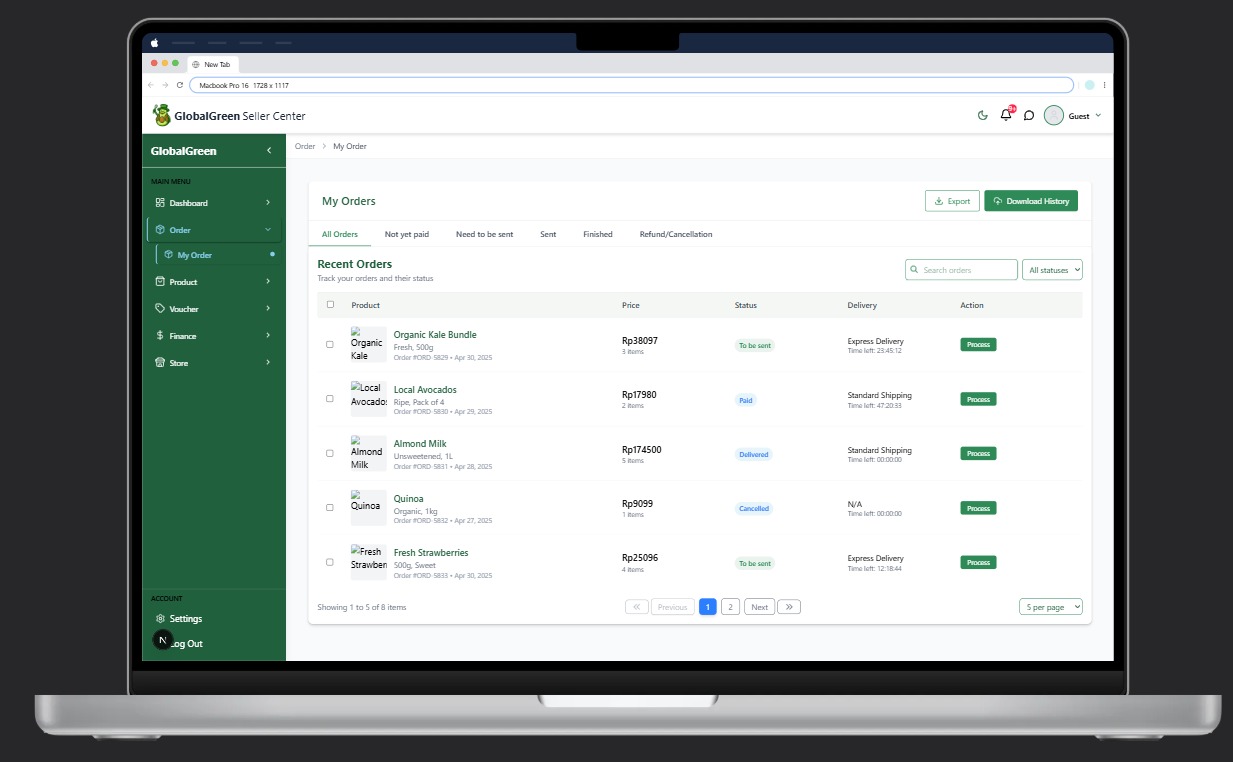 New Tab
Macbook Pro 16 1728 x 1117
GlobalGreen Seller Center
9+
Guest
GlobalGreen
Order > My Order
MAIN MENU
Dashboard
Order
My Order
Product
Voucher
Finance
Store
ACCOUNT
Settings
N
Log Out
My Orders
Export
Download History
All Orders
Not yet paid
Need to be sent
Sent
Finished
Refund/Cancellation
Recent Orders
Track your orders and their status
Search orders
All statuses
Product
Price
Status
Delivery
Action
Organic Kale
Organic Kale Bundle
Fresh, 500g
Order #ORD-5829 • Apr 30, 2025
Rp38097
3 items
To be sent
Express Delivery
Time left: 23:45:12
Process
Local Avocados
Local Avocados
Ripe, Pack of 4
Order #ORD-5830 • Apr 29, 2025
Rp17980
2 items
Paid
Standard Shipping
Time left: 47:20:33
Process
Almond Milk
Almond Milk
Unsweetened, 1L
Order #ORD-5831 • Apr 28, 2025
Rp174500
5 items
Delivered
Standard Shipping
Time left: 00:00:00
Process
Quinoa
Quinoa
Organic, 1kg
Order #ORD-5832 • Apr 27, 2025
Rp9099
1 items
Cancelled
N/A
Time left: 00:00:00
Process
Fresh Strawberr
Fresh Strawberries
500g, Sweet
Order #ORD-5833 • Apr 30, 2025
Rp25096
4 items
To be sent
Express Delivery
Time left: 12:18:44
Process
Showing 1 to 5 of 8 items
Previous
1
2
Next
5 per page